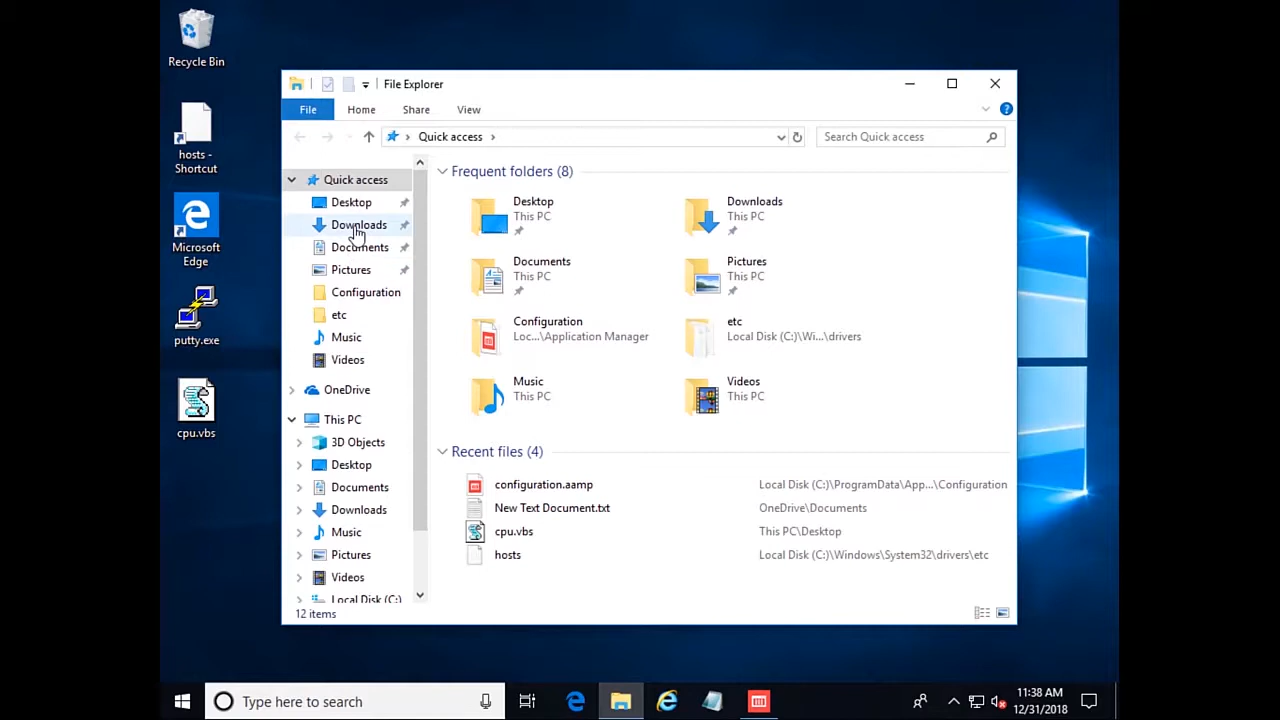 Recycle Bin
hosts -
Shortcut
Microsoft
Edge
putty.exe
cpu.vbs
File Explorer
File Home Share View
Quick access
Search Quick access
Quick access
Desktop
Downloads
Documents
Pictures
Configuration
etc
Music
Videos
OneDrive
This PC
3D Objects
Desktop
Documents
Downloads
Music
Pictures
Videos
Local Disk (C:)
Frequent folders (8)
Desktop
This PC
Downloads
This PC
Documents
This PC
Pictures
This PC
Configuration
Loc...\Application Manager
etc
Local Disk (C:)\Wi...\drivers
Music
This PC
Videos
This PC
Recent files (4)
configuration.aamp Local Disk (C:)\ProgramData\App...\Configuration
New Text Document.txt OneDrive\Documents
cpu.vbs This PC\Desktop
hosts Local Disk (C:)\Windows\System32\drivers\etc
12 items
Type here to search
11:38 AM
12/31/2018